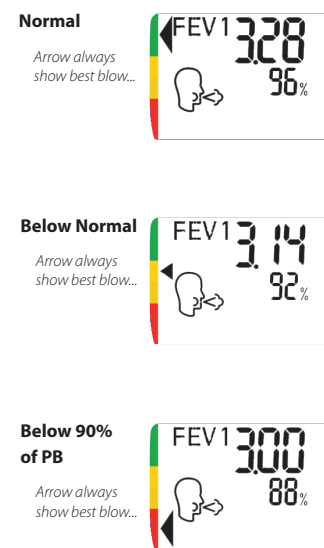 Normal
FEV1 3.28
Arrow always
show best blow...
96%
Below Normal
FEV1 3.14
Arrow always
show best blow...
92%
Below 90%
of PB
FEV1 3.00
Arrow always
show best blow...
88%